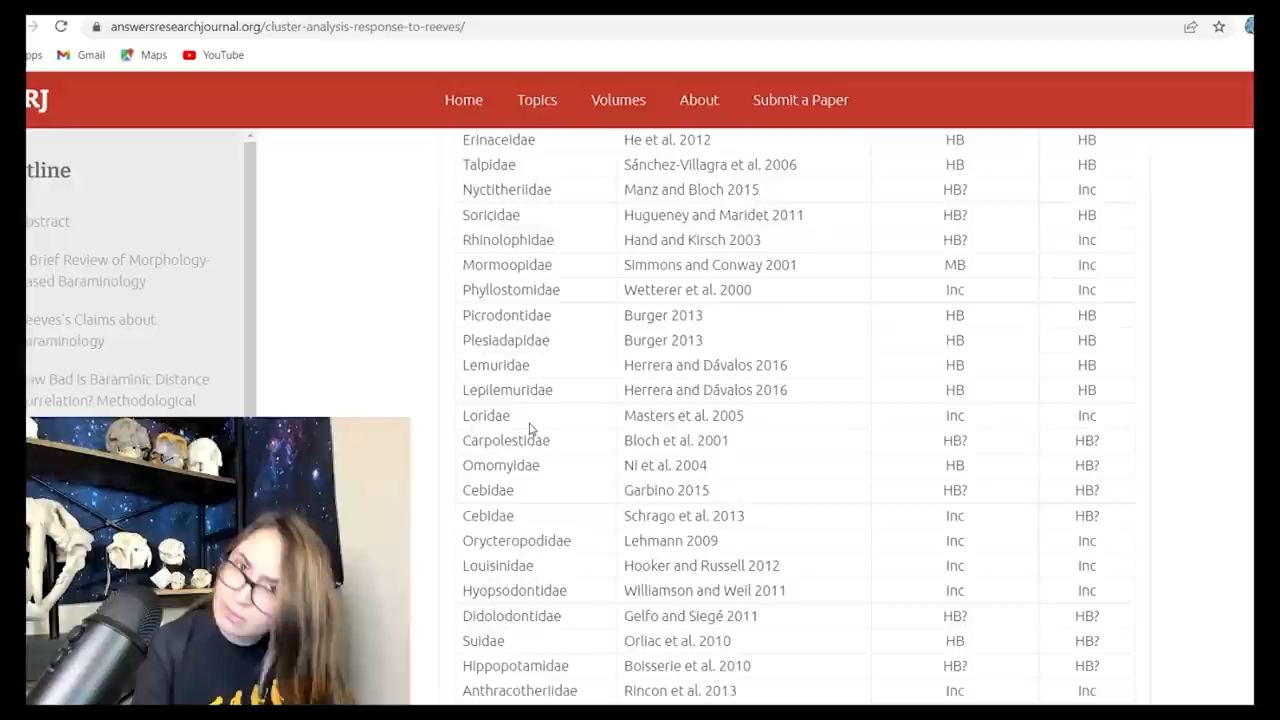 answersresearchjournal.org/cluster-analysis-response-to-reeves/
pps Gmail Maps YouTube
RJ
Home Topics Volumes About Submit a Paper
tline
bstract
Brief Review of Morphology-
ased Baraminology
eeves's Claims about
araminology
ow Bad Is Baraminic Distance
orrelation? Methodological
Erinaceidae He et al. 2012 HB HB
Talpidae Sánchez-Villagra et al. 2006 HB HB
Nyctitheriidae Manz and Bloch 2015 HB? Inc
Soricidae Hugueney and Maridet 2011 HB? HB
Rhinolophidae Hand and Kirsch 2003 HB? Inc
Mormoopidae Simmons and Conway 2001 MB Inc
Phyllostomidae Wetterer et al. 2000 Inc Inc
Picrodontidae Burger 2013 HB HB
Plesiadapidae Burger 2013 HB HB
Lemuridae Herrera and Dávalos 2016 HB HB
Lepilemuridae Herrera and Dávalos 2016 HB HB
Loridae Masters et al. 2005 Inc Inc
Carpolestidae Bloch et al. 2001 HB? HB?
Omomyidae Ni et al. 2004 HB HB?
Cebidae Garbino 2015 HB? HB?
Cebidae Schrago et al. 2013 Inc HB?
Orycteropodidae Lehmann 2009 Inc Inc
Louisinidae Hooker and Russell 2012 Inc Inc
Hyopsodontidae Williamson and Weil 2011 Inc Inc
Didolodontidae Gelfo and Siegé 2011 HB? HB?
Suidae Orliac et al. 2010 HB HB?
Hippopotamidae Boisserie et al. 2010 HB? HB?
Anthracotheriidae Rincon et al. 2013 Inc Inc